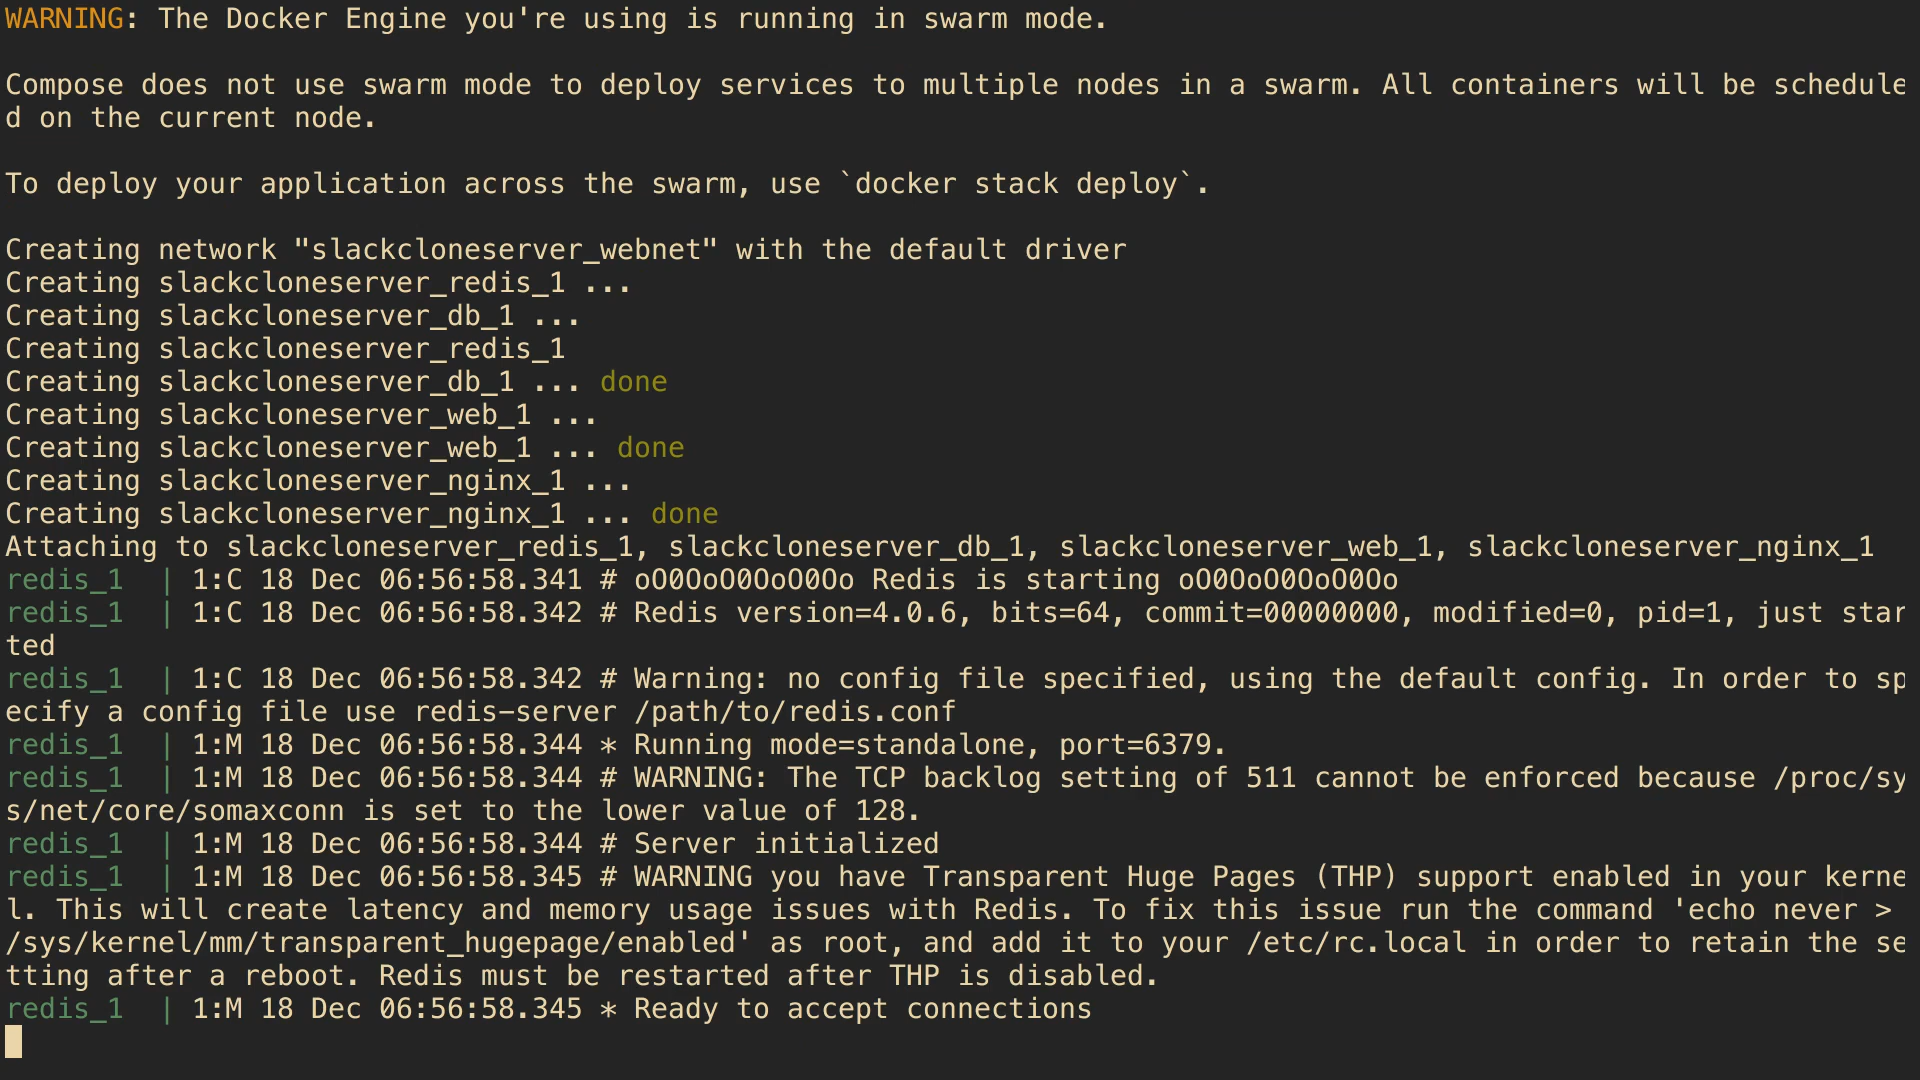 WARNING: The Docker Engine you're using is running in swarm mode.
Compose does not use swarm mode to deploy services to multiple nodes in a swarm. All containers will be schedule
d on the current node.
To deploy your application across the swarm, use `docker stack deploy`.
Creating network "slackcloneserver_webnet" with the default driver
Creating slackcloneserver_redis_1 ...
Creating slackcloneserver_db_1 ...
Creating slackcloneserver_redis_1
Creating slackcloneserver_db_1 ... done
Creating slackcloneserver_web_1 ...
Creating slackcloneserver_web_1 ... done
Creating slackcloneserver_nginx_1 ...
Creating slackcloneserver_nginx_1 ... done
Attaching to slackcloneserver_redis_1, slackcloneserver_db_1, slackcloneserver_web_1, slackcloneserver_nginx_1
redis_1  | 1:C 18 Dec 06:56:58.341 # oO0OoO0OoO0Oo Redis is starting oO0OoO0OoO0Oo
redis_1  | 1:C 18 Dec 06:56:58.342 # Redis version=4.0.6, bits=64, commit=00000000, modified=0, pid=1, just star
ted
redis_1  | 1:C 18 Dec 06:56:58.342 # Warning: no config file specified, using the default config. In order to sp
ecify a config file use redis-server /path/to/redis.conf
redis_1  | 1:M 18 Dec 06:56:58.344 * Running mode=standalone, port=6379.
redis_1  | 1:M 18 Dec 06:56:58.344 # WARNING: The TCP backlog setting of 511 cannot be enforced because /proc/sy
s/net/core/somaxconn is set to the lower value of 128.
redis_1  | 1:M 18 Dec 06:56:58.344 # Server initialized
redis_1  | 1:M 18 Dec 06:56:58.345 # WARNING you have Transparent Huge Pages (THP) support enabled in your kerne
l. This will create latency and memory usage issues with Redis. To fix this issue run the command 'echo never >
/sys/kernel/mm/transparent_hugepage/enabled' as root, and add it to your /etc/rc.local in order to retain the se
tting after a reboot. Redis must be restarted after THP is disabled.
redis_1  | 1:M 18 Dec 06:56:58.345 * Ready to accept connections